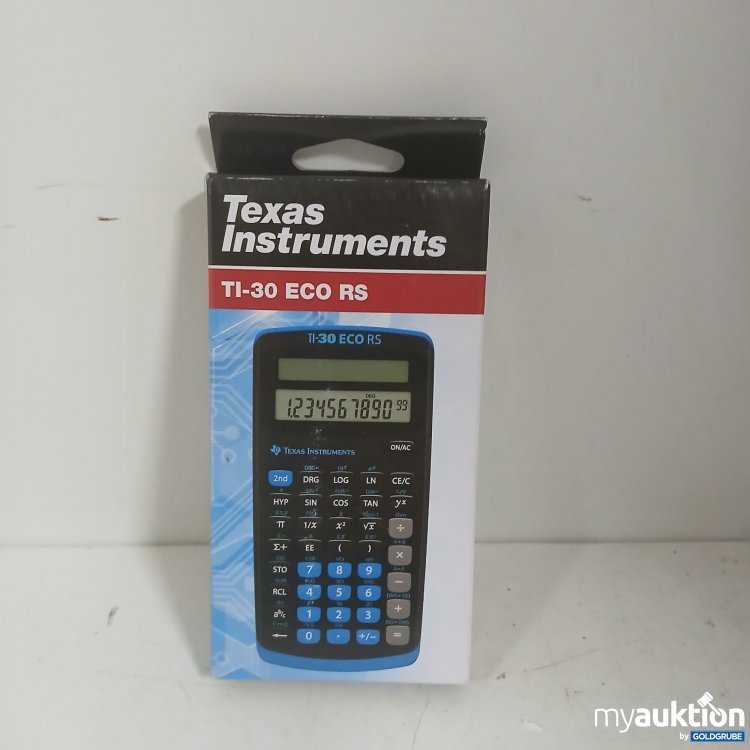 Texas
Instruments
TI-30 ECO RS
TI-30 ECO RS
DEG
1.234567890 99
TEXAS INSTRUMENTS
ON/AC
2nd DRG LOG LN CE/C
HYP SIN COS TAN yˣ
π 1/x x² √x ÷
Σ+ EE ( ) ×
STO 7 8 9 −
RCL 4 5 6 +
aᵇ/c 1 2 3 =
← 0 . +/−
myauktion
by GOLDGRUBE